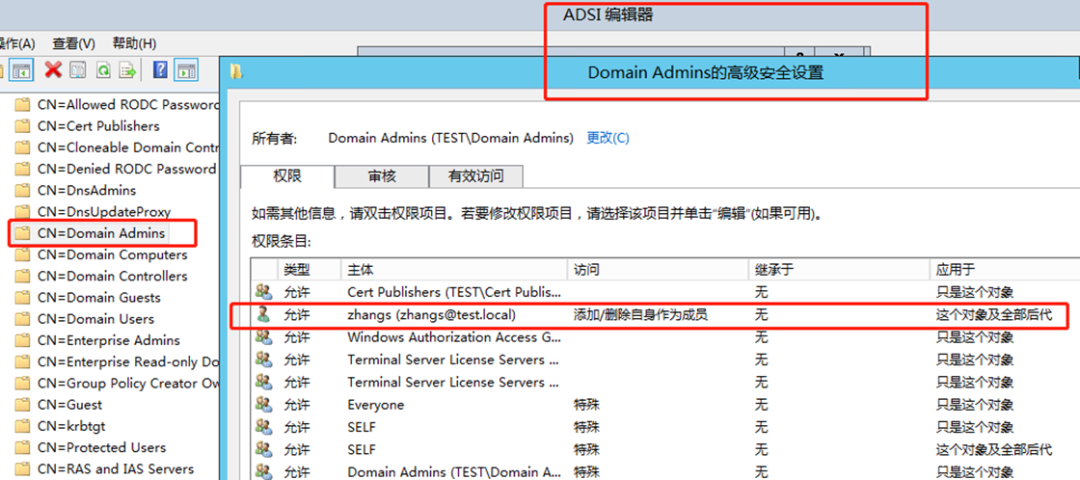 ADSI 编辑器
操作(A) 查看(V) 帮助(H)
Domain Admins的高级安全设置
CN=Allowed RODC Password
CN=Cert Publishers
CN=Cloneable Domain Contr
CN=Denied RODC Password
CN=DnsAdmins
CN=DnsUpdateProxy
CN=Domain Admins
CN=Domain Computers
CN=Domain Controllers
CN=Domain Guests
CN=Domain Users
CN=Enterprise Admins
CN=Enterprise Read-only Do
CN=Group Policy Creator Ow
CN=Guest
CN=krbtgt
CN=Protected Users
CN=RAS and IAS Servers
所有者: Domain Admins (TEST\Domain Admins) 更改(C)
权限 审核 有效访问
如需其他信息，请双击权限项目。若要修改权限项目，请选择该项目并单击"编辑"(如果可用)。
权限条目:
类型 主体 访问 继承于 应用于
允许 Cert Publishers (TEST\Cert Publis... 无 只是这个对象
允许 zhangs (zhangs@test.local) 添加/删除自身作为成员 无 这个对象及全部后代
允许 Windows Authorization Access G... 无 只是这个对象
允许 Terminal Server License Servers ... 无 只是这个对象
允许 Terminal Server License Servers ... 无 只是这个对象
允许 Everyone 特殊 无 只是这个对象
允许 SELF 特殊 无 只是这个对象
允许 SELF 特殊 无 这个对象及全部后代
允许 Domain Admins (TEST\Domain A... 特殊 无 只是这个对象